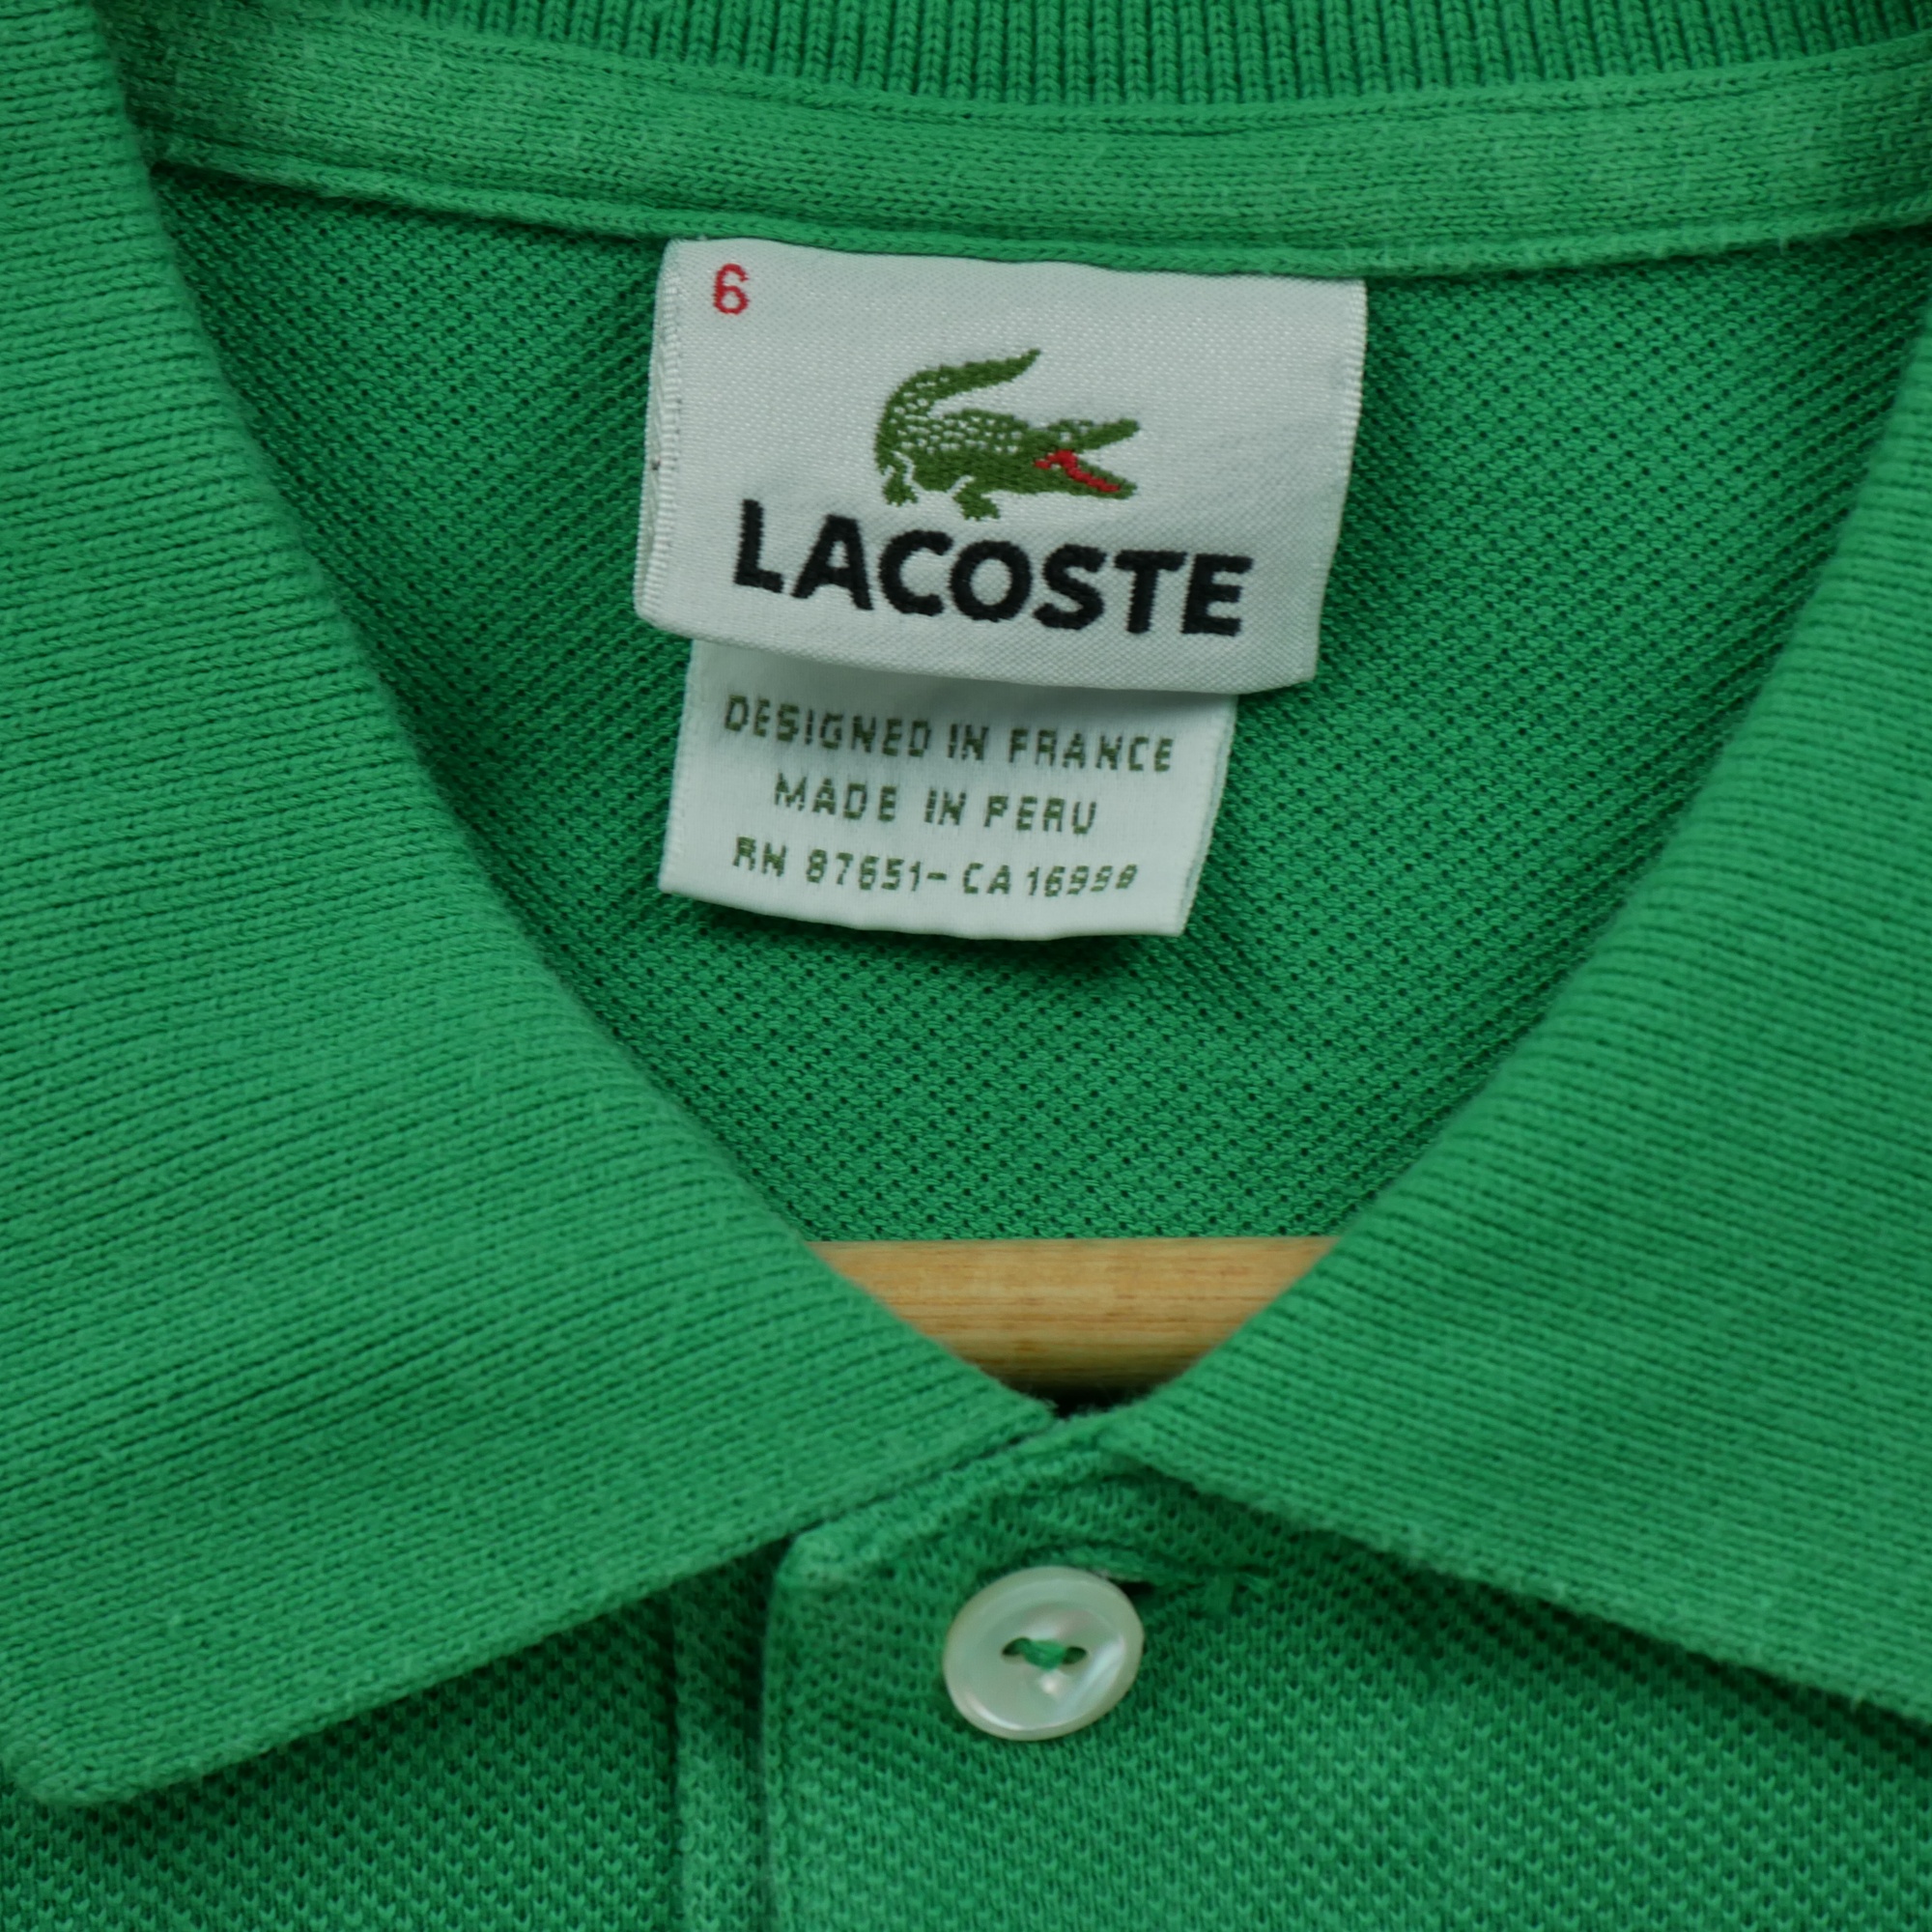 6
LACOSTE
DESIGNED IN FRANCE
MADE IN PERU
RN 87651- CA 16998